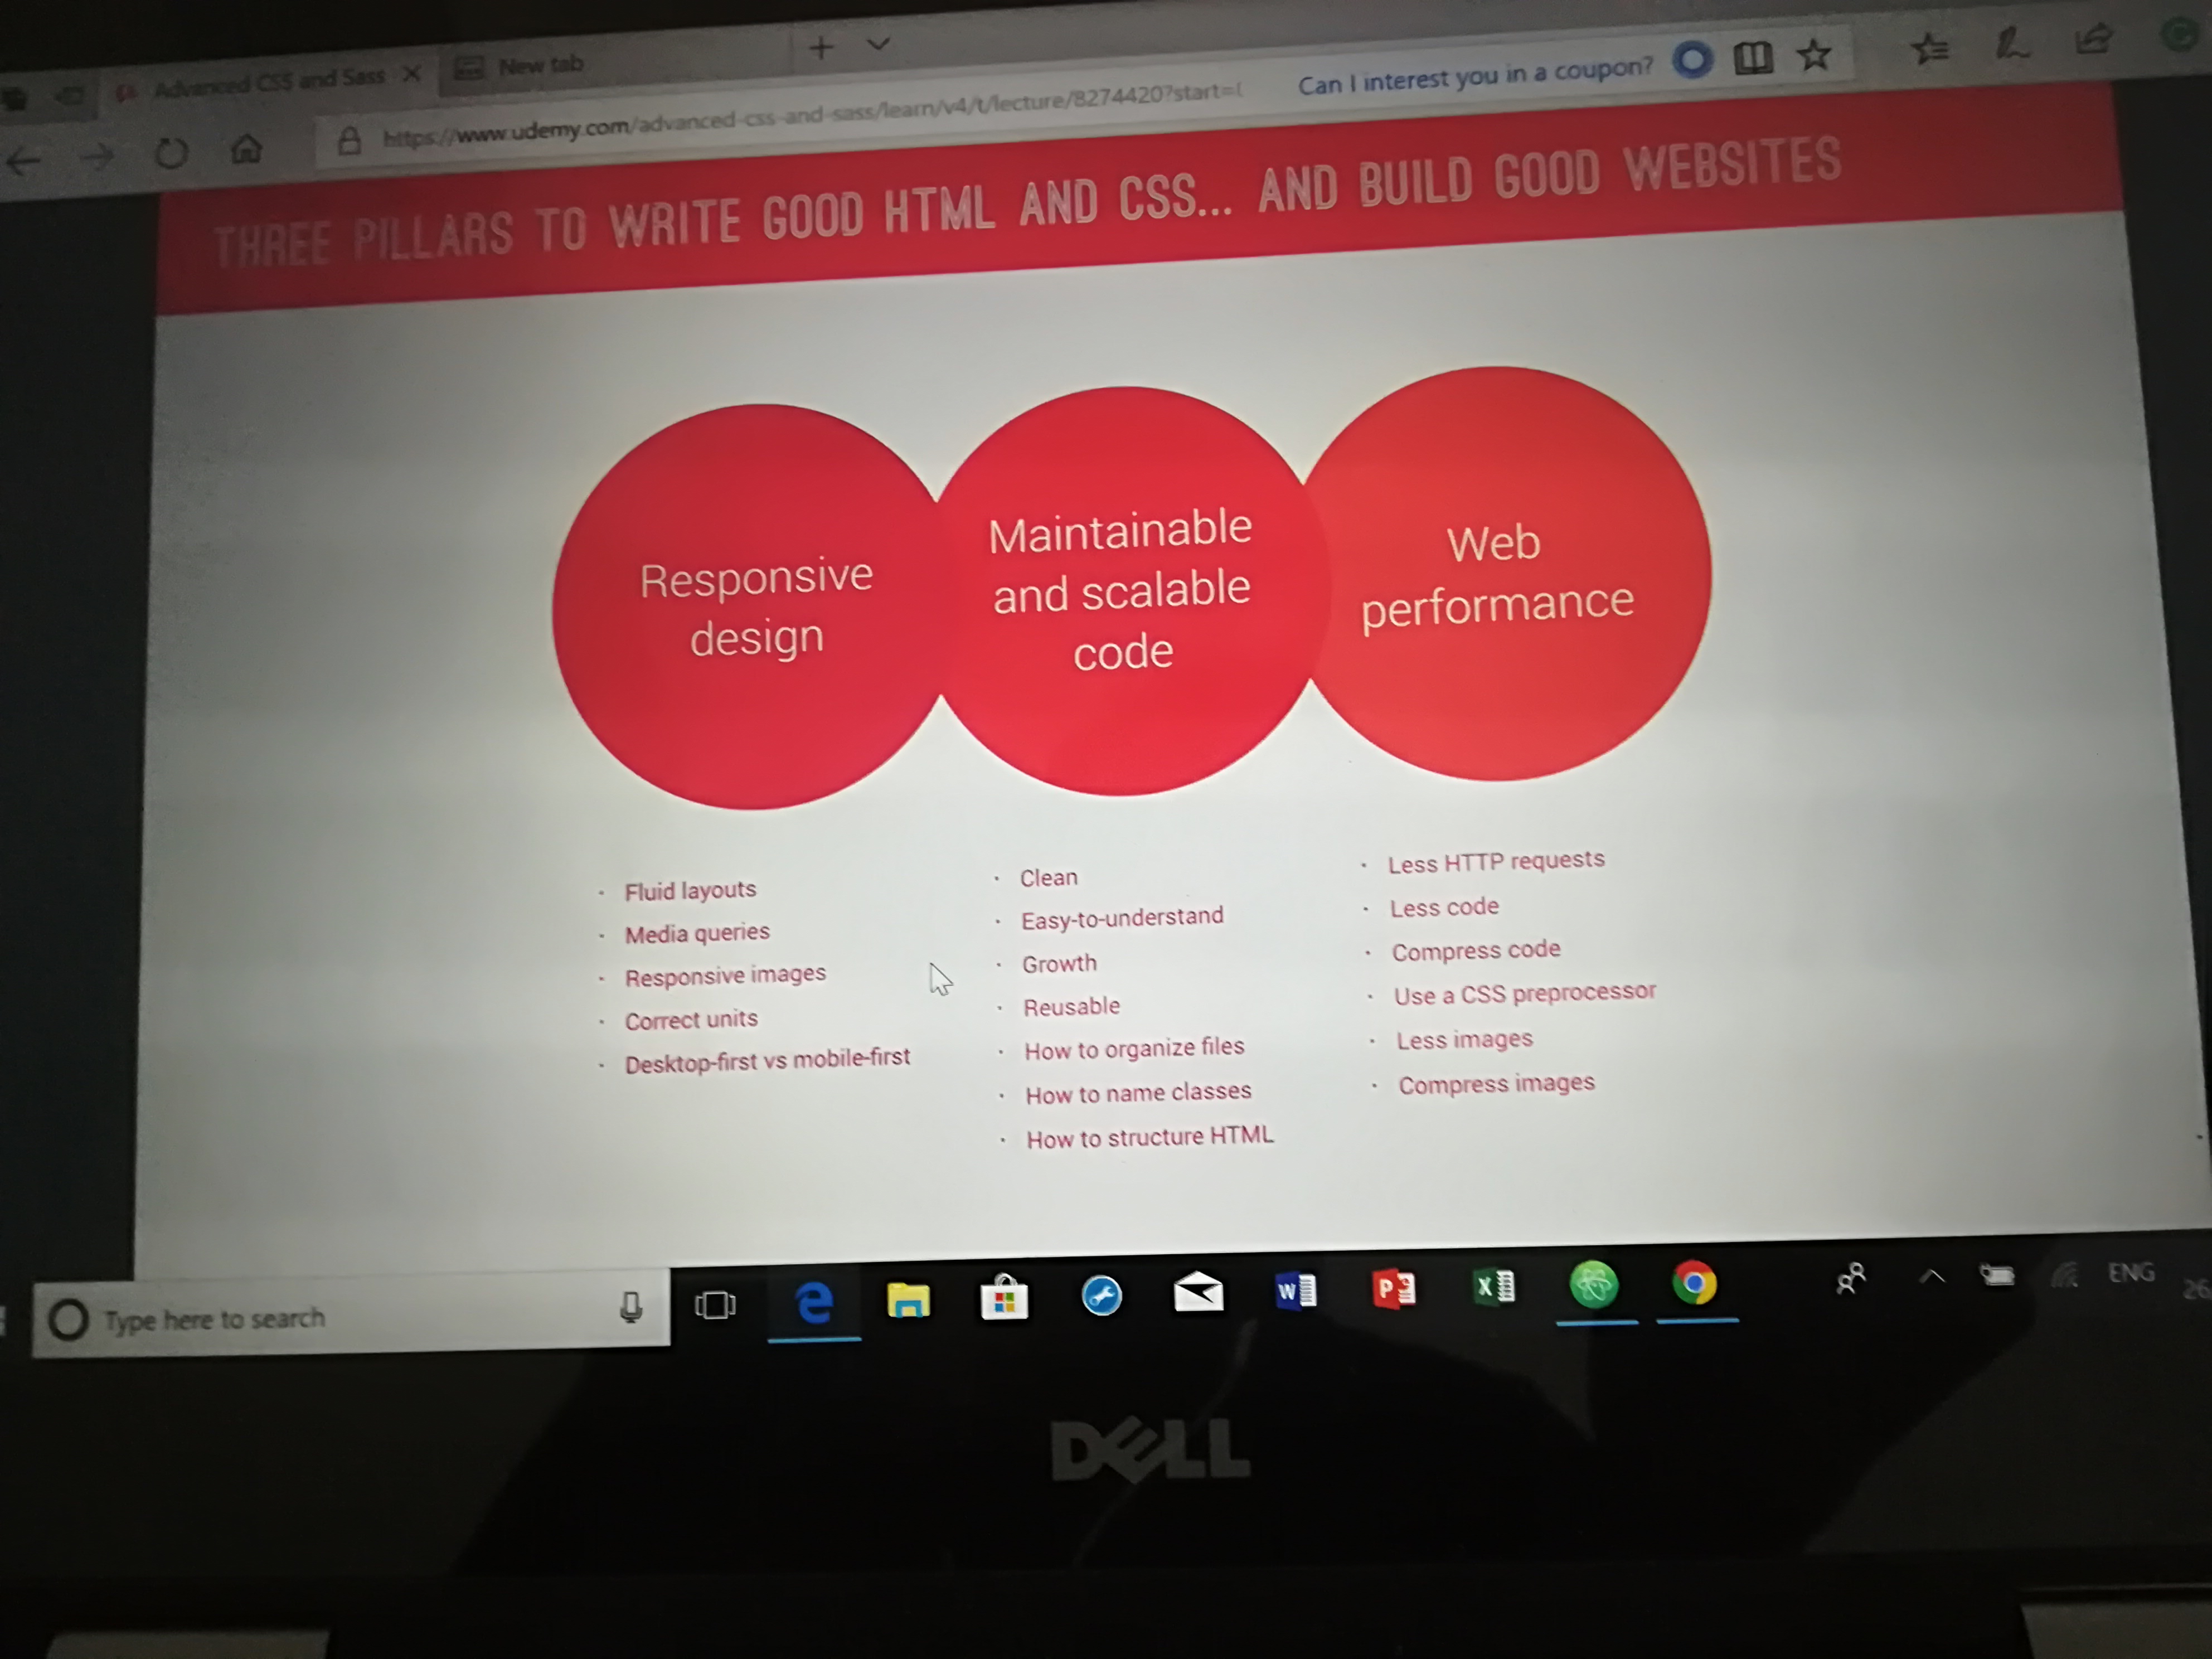 Advanced CSS and Sass
New tab
https://www.udemy.com/advanced-css-and-sass/learn/v4/t/lecture/8274420?start=
Can I interest you in a coupon?
THREE PILLARS TO WRITE GOOD HTML AND CSS... AND BUILD GOOD WEBSITES
Responsive
design
Maintainable
and scalable
code
Web
performance
· Fluid layouts
· Media queries
· Responsive images
· Correct units
· Desktop-first vs mobile-first
· Clean
· Easy-to-understand
· Growth
· Reusable
· How to organize files
· How to name classes
· How to structure HTML
· Less HTTP requests
· Less code
· Compress code
· Use a CSS preprocessor
· Less images
· Compress images
Type here to search
ENG
26
DELL